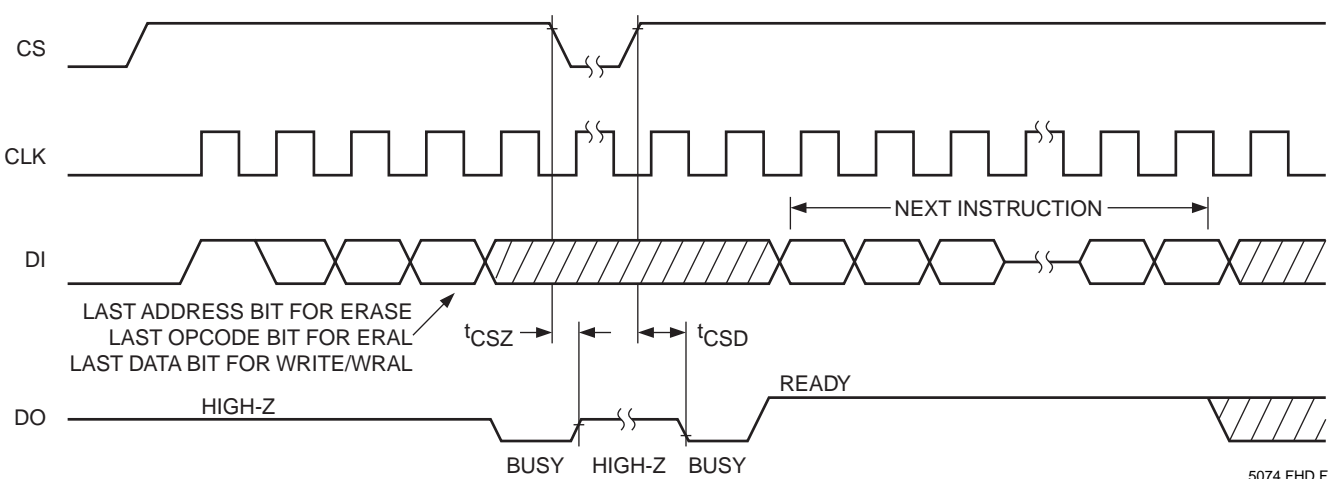 CS
CLK
NEXT INSTRUCTION
DI
LAST ADDRESS BIT FOR ERASE
LAST OPCODE BIT FOR ERAL
LAST DATA BIT FOR WRITE/WRAL
tCSZ
tCSD
READY
HIGH-Z
DO
BUSY HIGH-Z BUSY
5074 FHD F